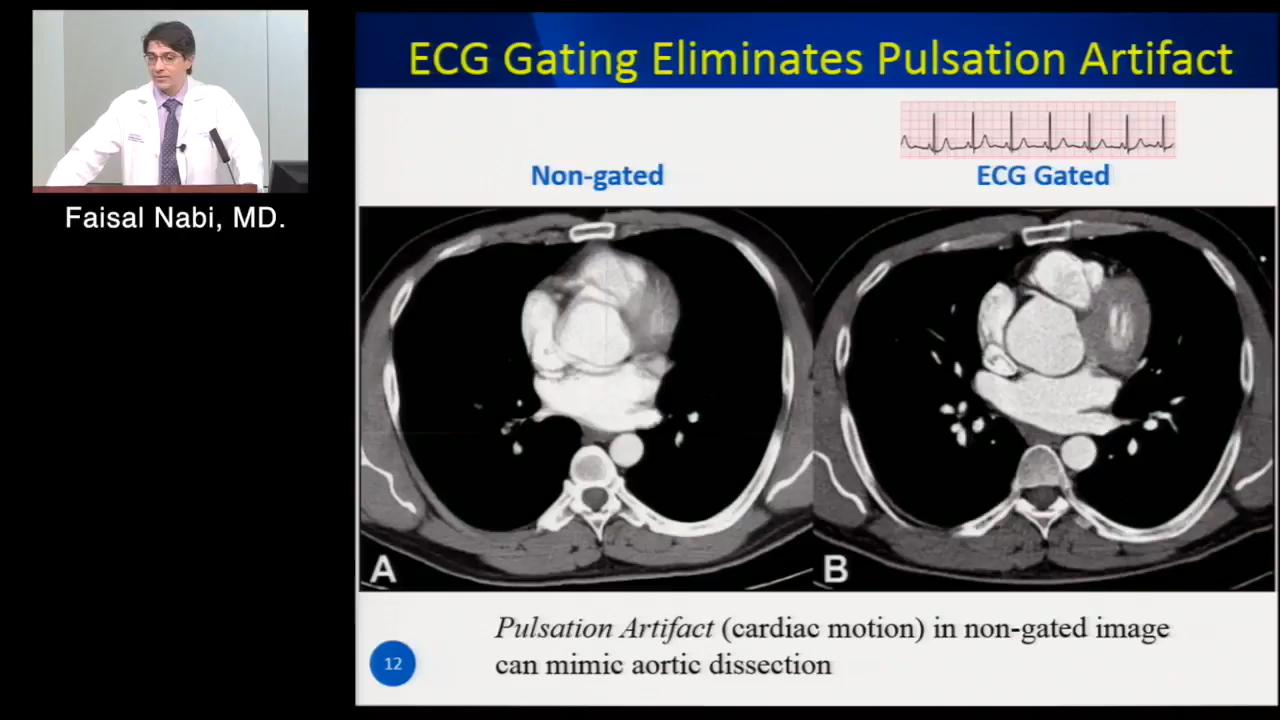 ECG Gating Eliminates Pulsation Artifact
Faisal Nabi, MD.
Non-gated
ECG Gated
A
B
Pulsation Artifact (cardiac motion) in non-gated image
can mimic aortic dissection
12